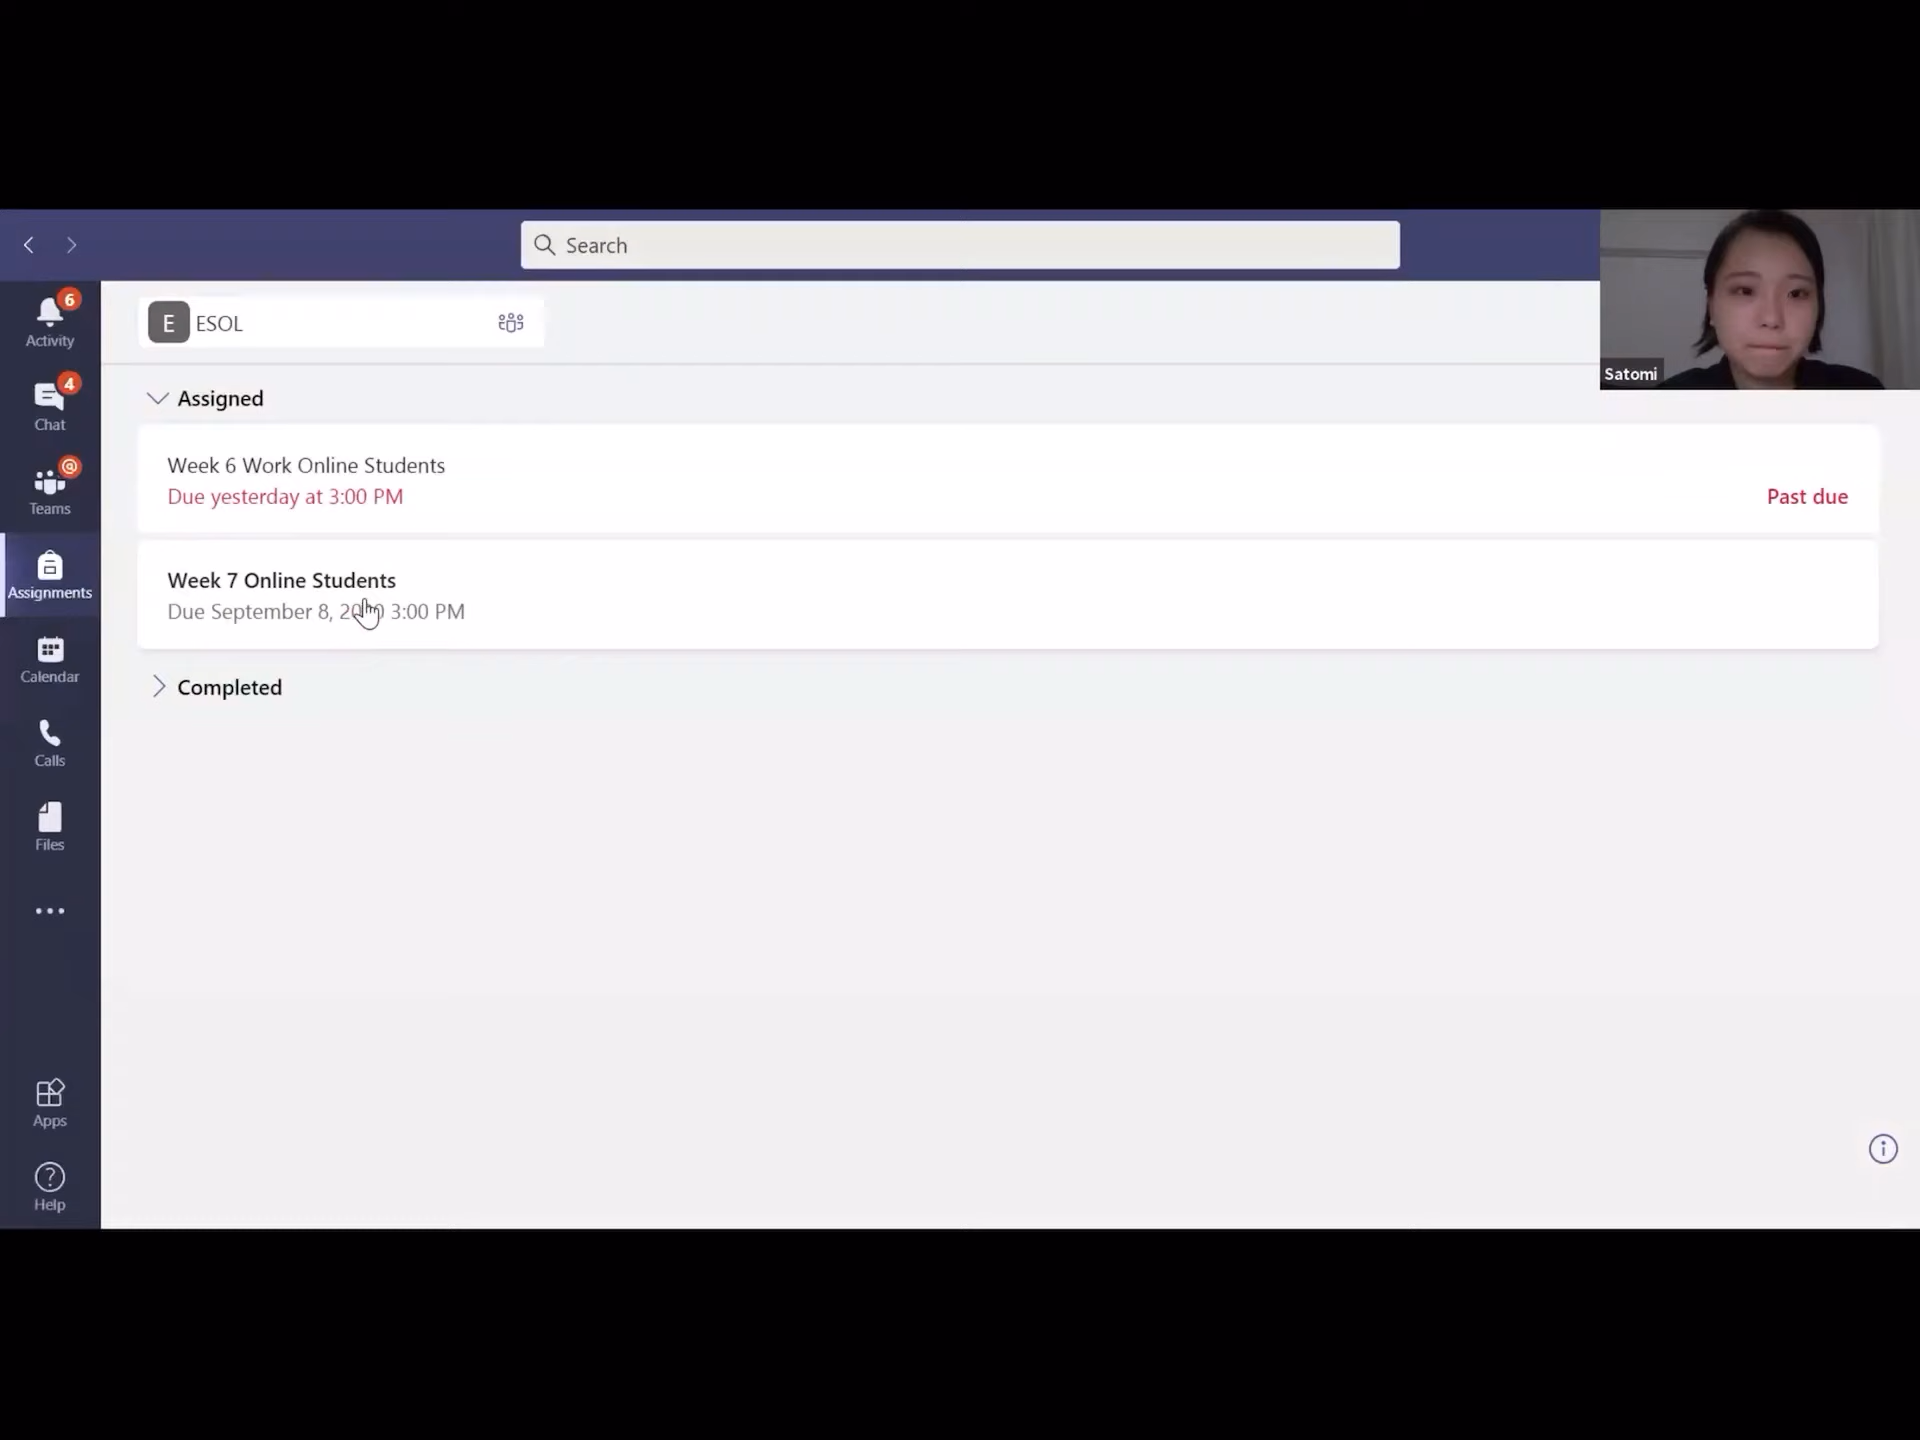 Search
6
Activity
4
Chat
@
Teams
Assignments
Calendar
Calls
Files
Apps
Help
E ESOL
Satomi
Assigned
Week 6 Work Online Students
Due yesterday at 3:00 PM
Past due
Week 7 Online Students
Due September 8, 3:00 PM
Completed